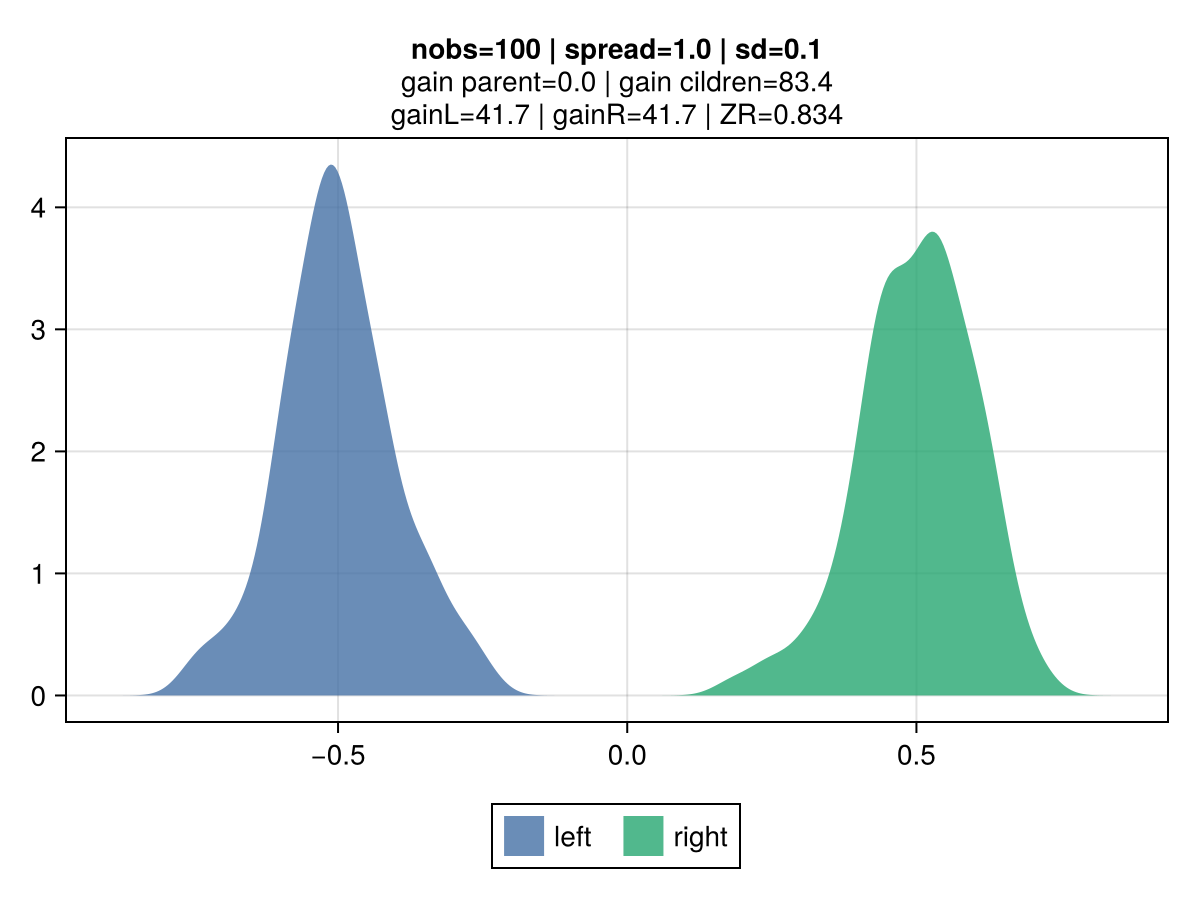 nobs=100 | spread=1.0 | sd=0.1
gain parent=0.0 | gain cildren=83.4
gainL=41.7 | gainR=41.7 | ZR=0.834
4
3
2
1
0
−0.5 0.0 0.5
left right